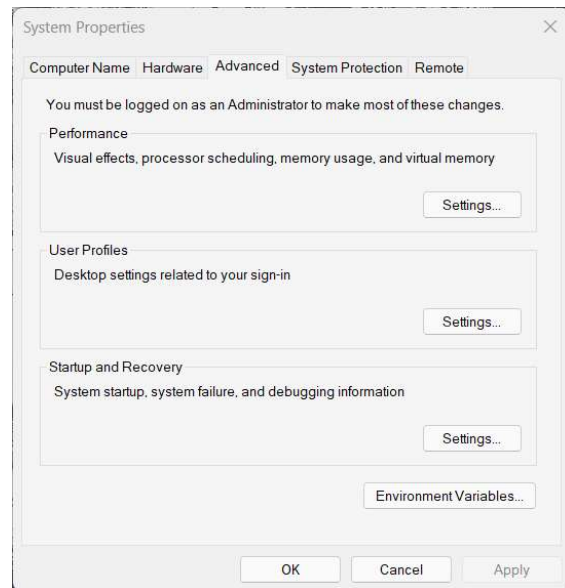 System Properties
Computer Name Hardware Advanced System Protection Remote
You must be logged on as an Administrator to make most of these changes.
Performance
Visual effects, processor scheduling, memory usage, and virtual memory
Settings...
User Profiles
Desktop settings related to your sign-in
Settings...
Startup and Recovery
System startup, system failure, and debugging information
Settings...
Environment Variables...
OK Cancel Apply